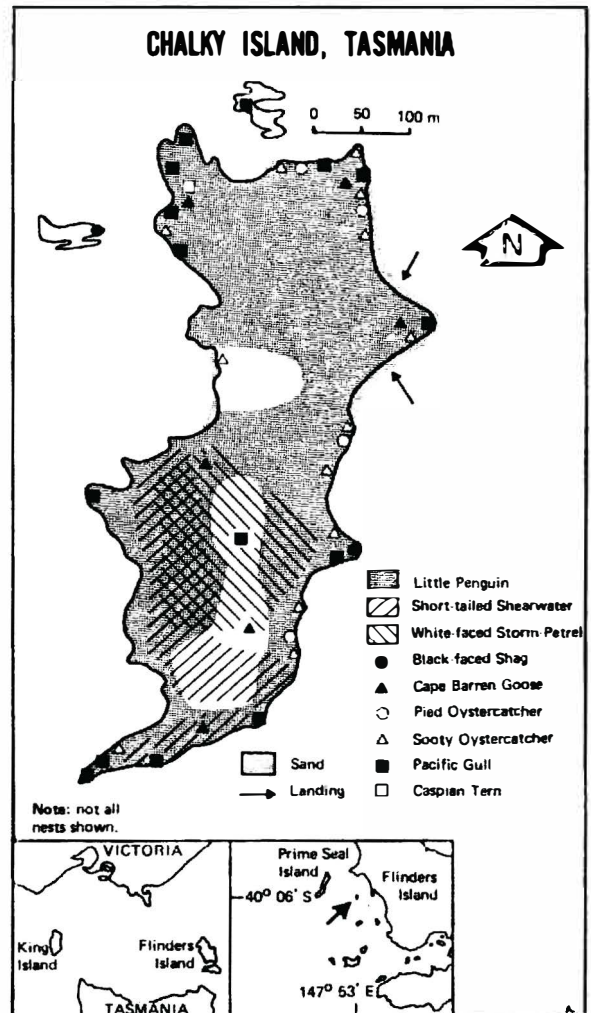 CHALKY ISLAND, TASMANIA
0 50 100 m
N
Little Penguin
Short-tailed Shearwater
White-faced Storm-Petrel
Black-faced Shag
Cape Barren Goose
Pied Oystercatcher
Sooty Oystercatcher
Sand
Pacific Gull
Landing
Caspian Tern
Note: not all
nests shown.
VICTORIA
King
Island
Flinders
Island
TASMANIA
Prime Seal
Island
Flinders
Island
40° 06' S
147° 53' E